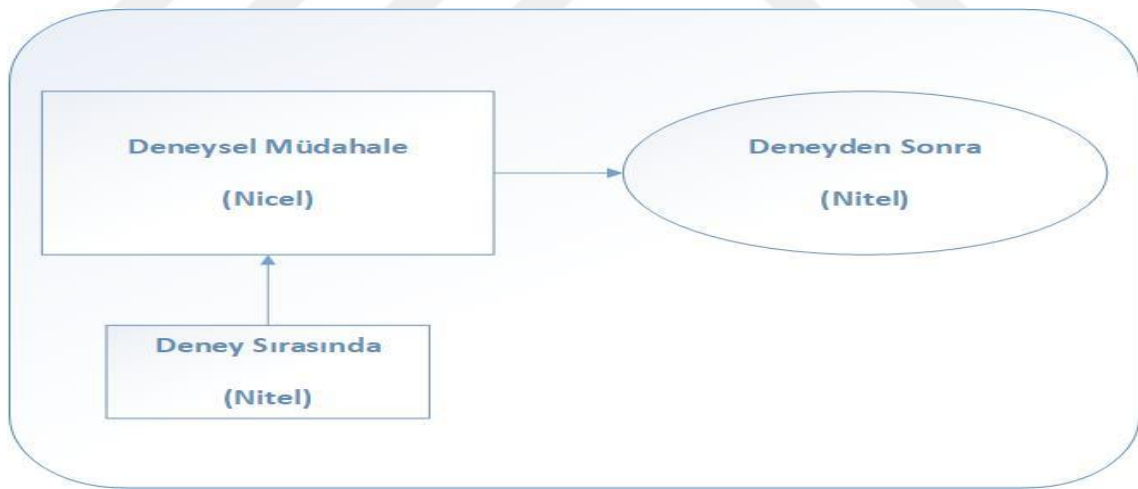 Deneysel Müdahale
(Nicel)
Deneyden Sonra
(Nitel)
Deney Sırasında
(Nitel)